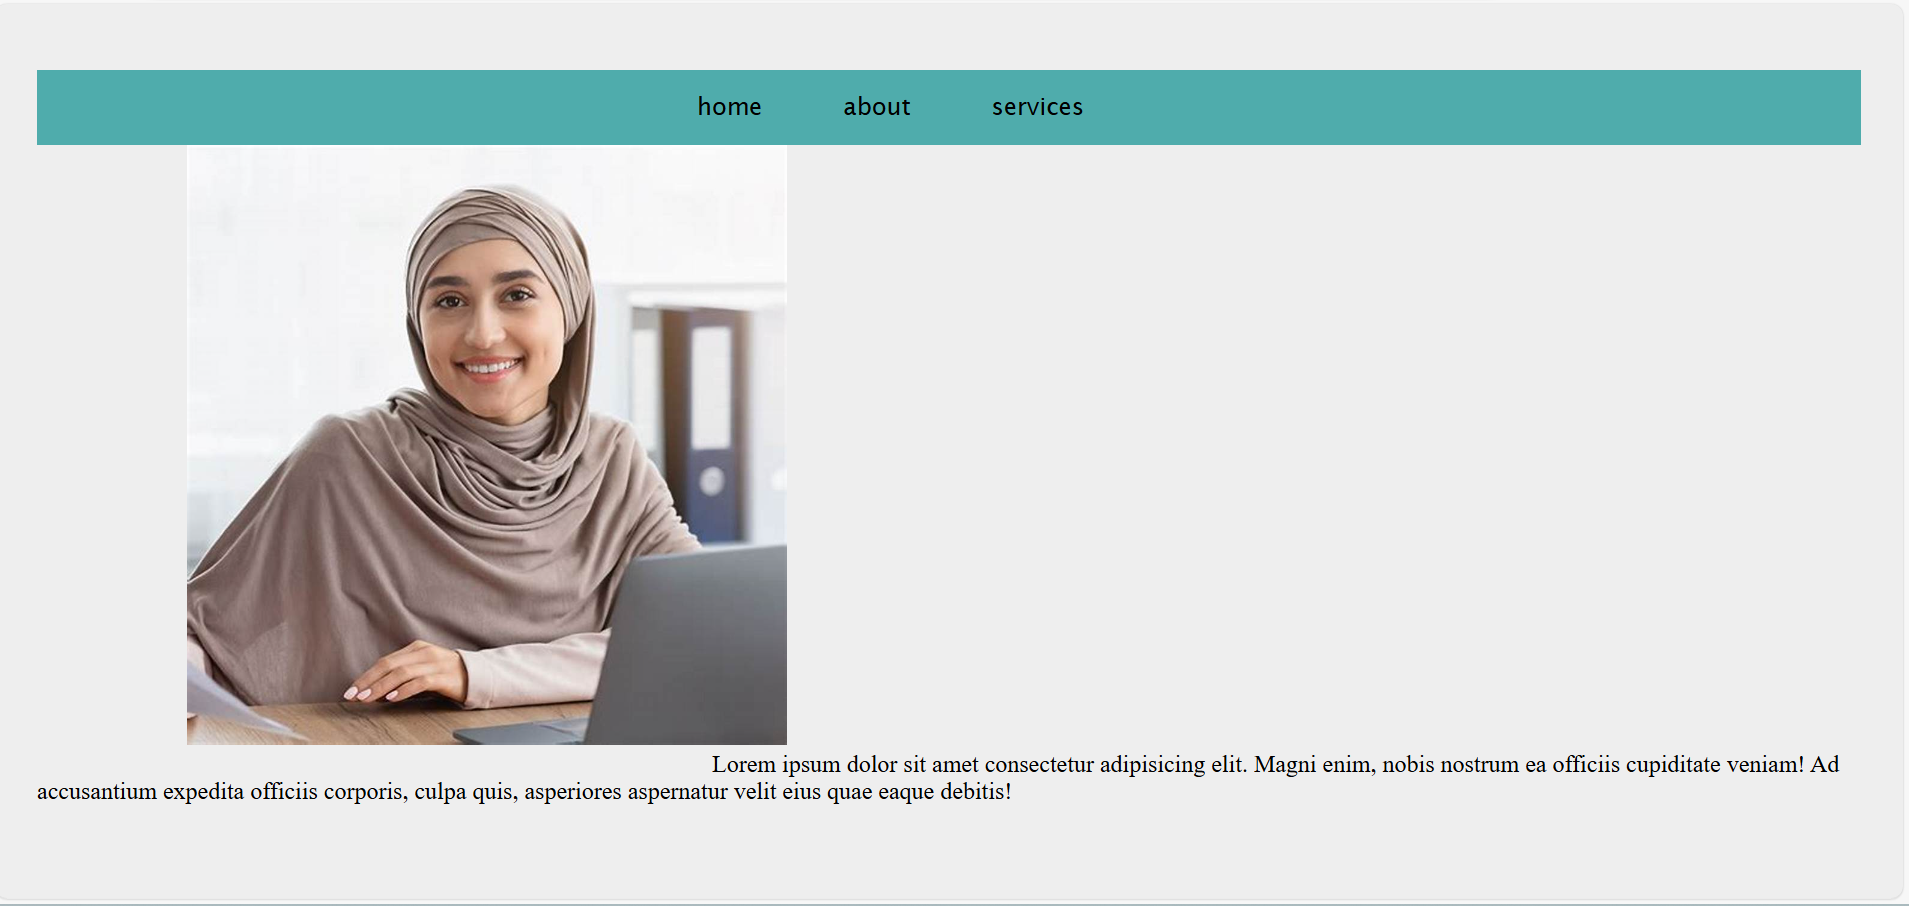 home about services
Lorem ipsum dolor sit amet consectetur adipisicing elit. Magni enim, nobis nostrum ea officiis cupiditate veniam! Ad
accusantium expedita officiis corporis, culpa quis, asperiores aspernatur velit eius quae eaque debitis!